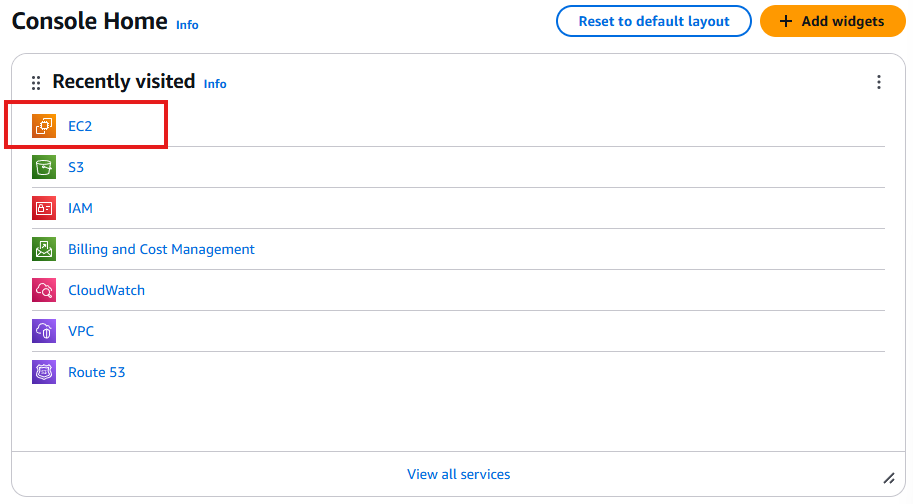 Console Home Info
Reset to default layout
+ Add widgets
Recently visited Info
EC2
S3
IAM
Billing and Cost Management
CloudWatch
VPC
Route 53
View all services